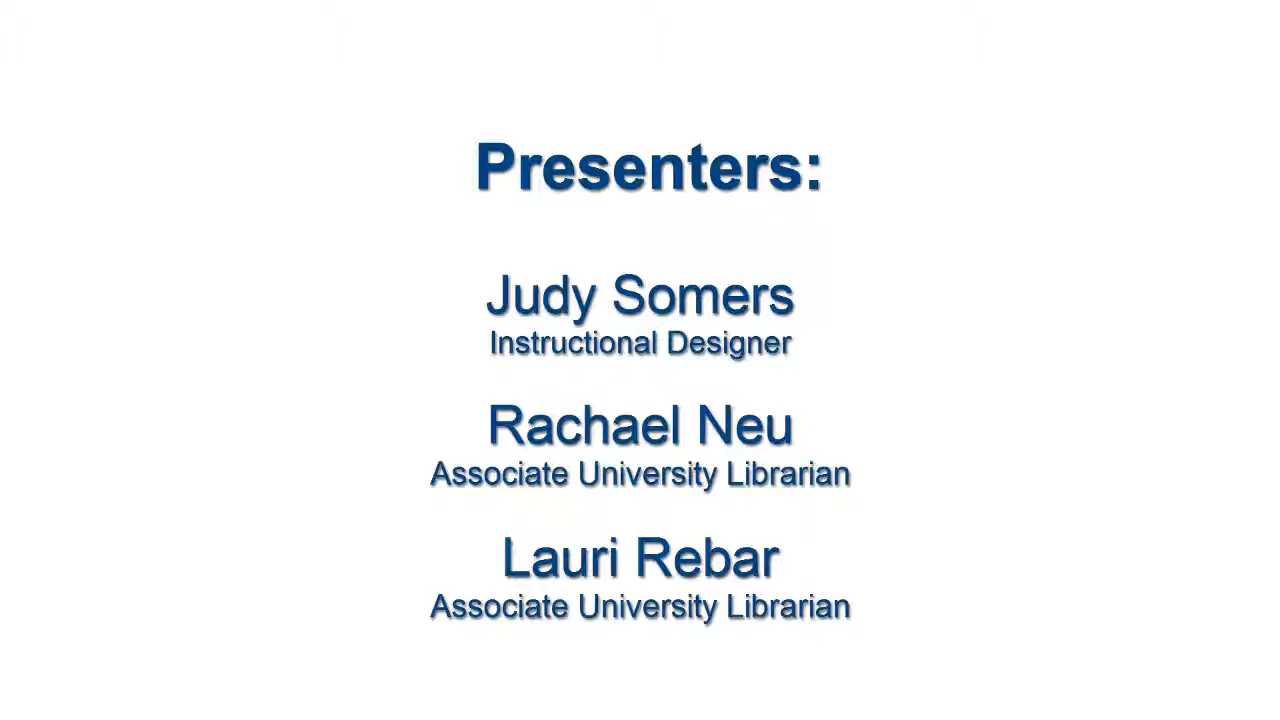 Presenters:
Judy Somers
Instructional Designer
Rachael Neu
Associate University Librarian
Lauri Rebar
Associate University Librarian